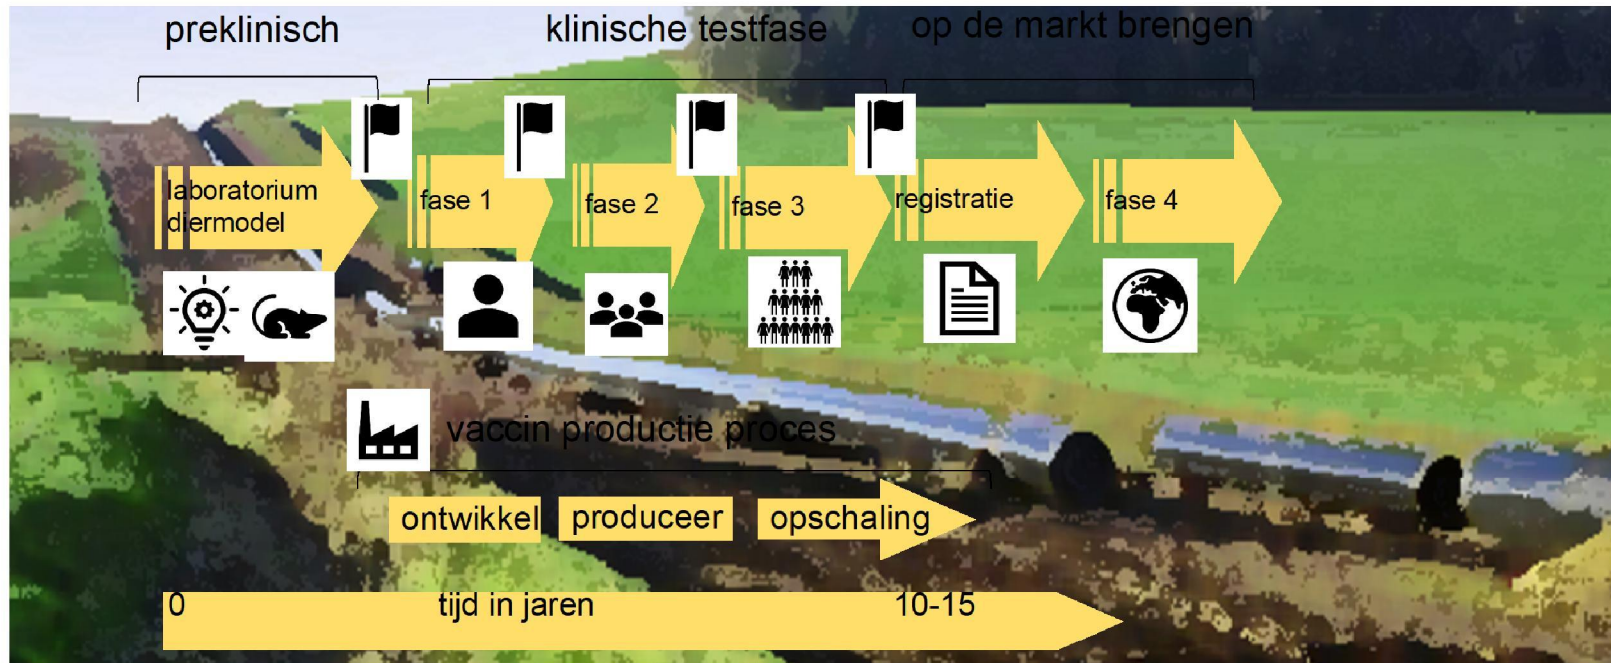 preklinisch
klinische testfase
op de markt brengen
laboratorium
diermodel
fase 1
fase 2
fase 3
registratie
fase 4
vaccin productie proces
ontwikkel
produceer
opschaling
0
tijd in jaren
10-15